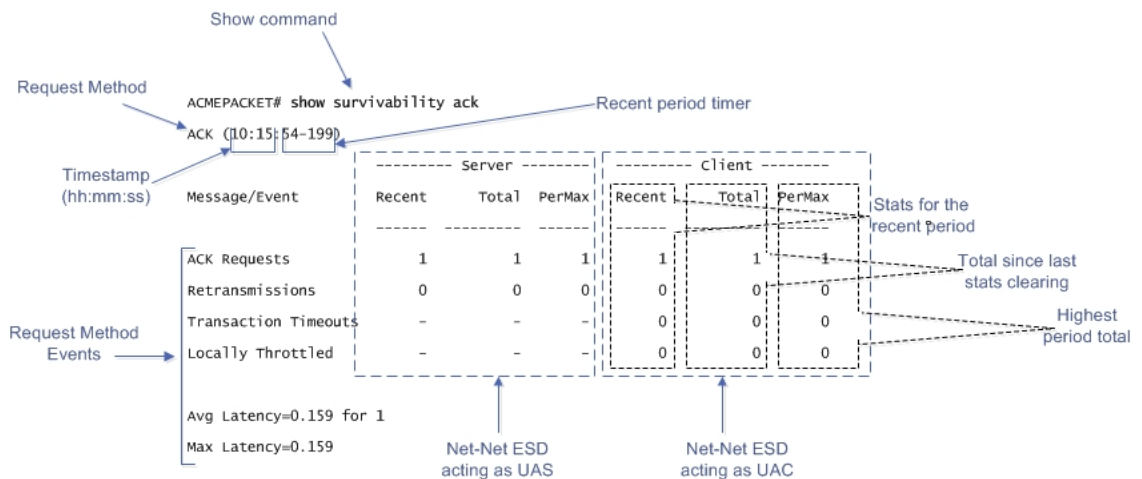 Show command
Request Method
ACMEPACKET# show survivability ack
Recent period timer
ACK (10:15:54-199)
Timestamp
(hh:mm:ss)
-------- Server ------- -------- Client --------
Message/Event Recent Total PerMax Recent Total PerMax
Stats for the
recent period
ACK Requests 1 1 1 1 1 1
Total since last
stats clearing
Retransmissions 0 0 0 0 0 0
Request Method
Events
Transaction Timeouts - - - 0 0 0
Highest
period total
Locally Throttled - - - 0 0 0
Avg Latency=0.159 for 1
Max Latency=0.159
Net-Net ESD
acting as UAS
Net-Net ESD
acting as UAC